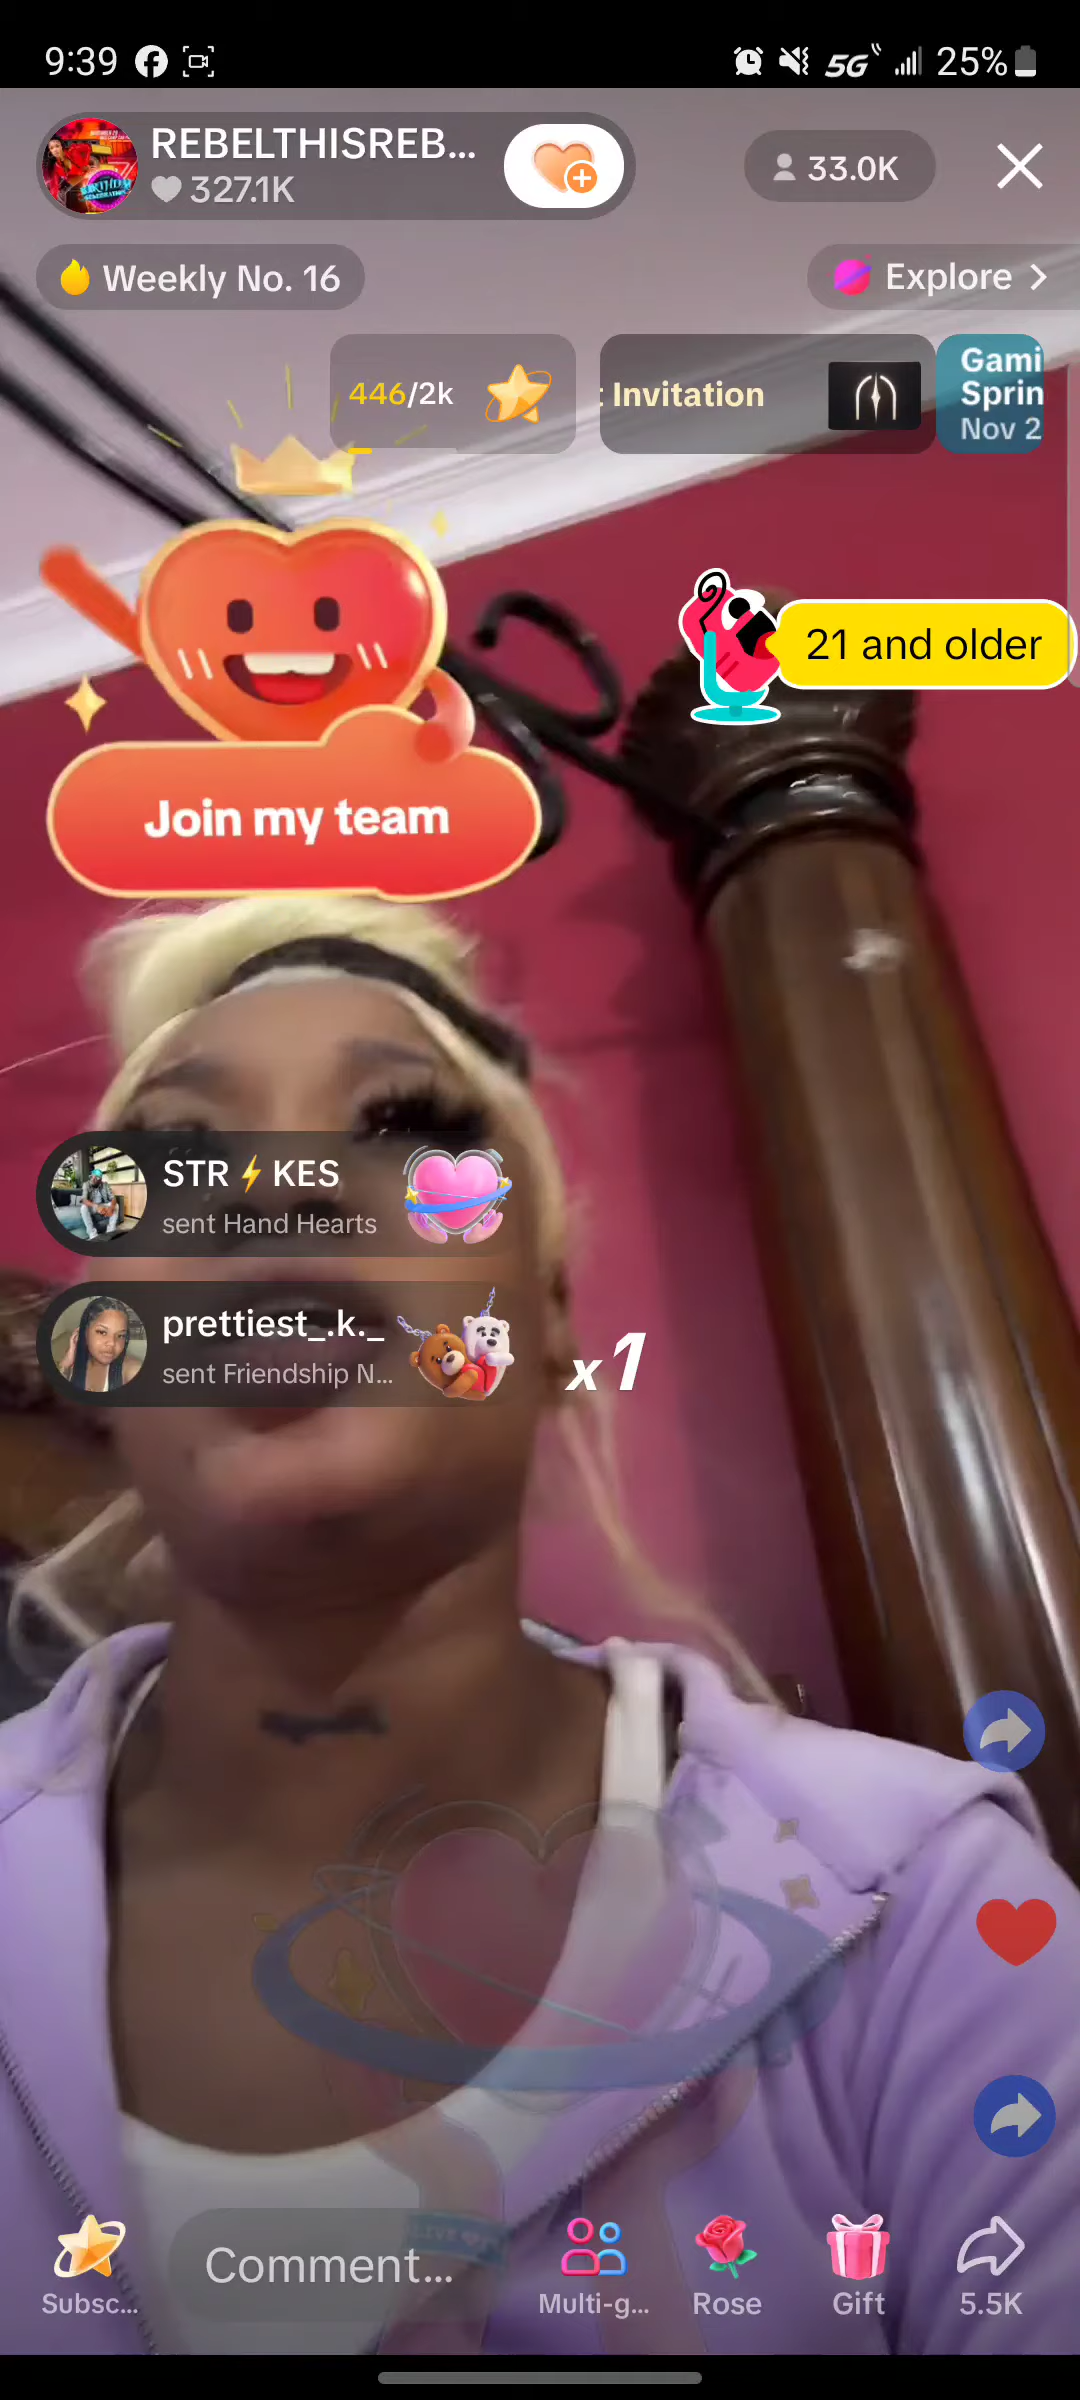 9:39
5G
25%
REBELTHISREB...
327.1K
33.0K
Weekly No. 16
Explore >
446/2k
: Invitation
Gami
Sprin
Nov 2
21 and older
Join my team
STR⚡KES
sent Hand Hearts
prettiest_.k._
sent Friendship N...
x1
Comment...
Subsc...
Multi-g...
Rose
Gift
5.5K